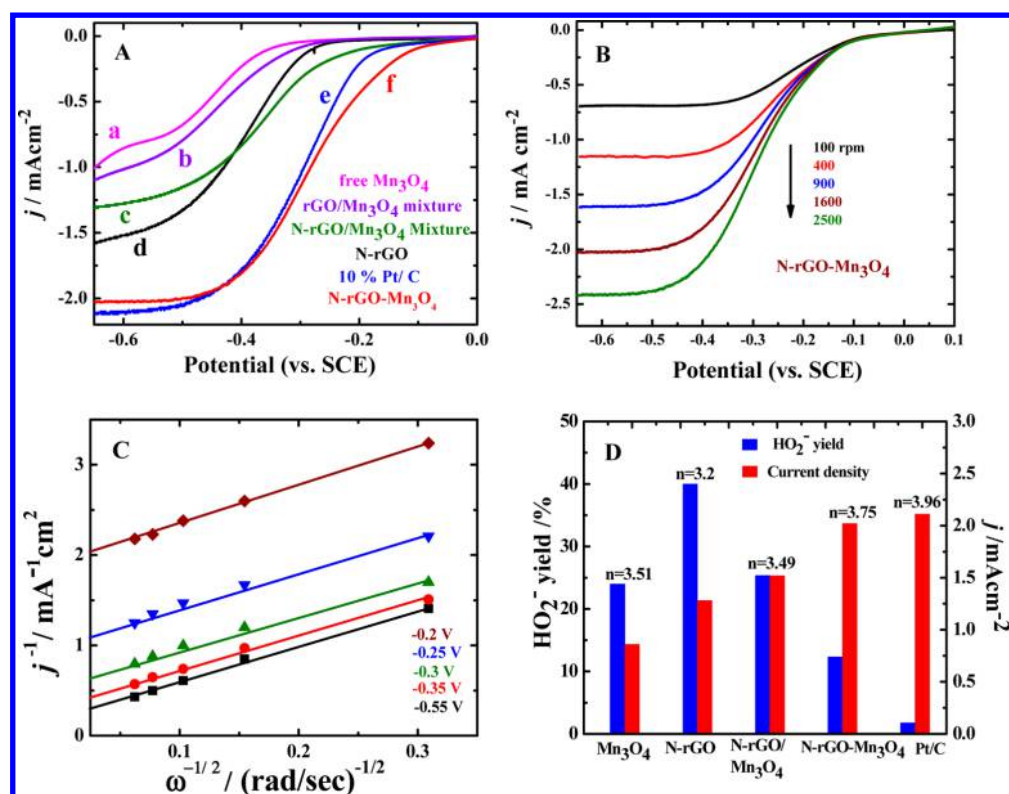 A
0.0
-0.5
-1.0
-1.5
-2.0
j / mAcm⁻²
a
b
c
d
e
f
free Mn₃O₄
rGO/Mn₃O₄ mixture
N-rGO/Mn₃O₄ Mixture
N-rGO
10 % Pt/ C
N-rGO-Mn₃O₄
-0.6 -0.4 -0.2 0.0
Potential (vs. SCE)
B
0.0
-0.5
-1.0
-1.5
-2.0
-2.5
j / mA cm⁻²
100 rpm
400
900
1600
2500
N-rGO-Mn₃O₄
-0.6 -0.5 -0.4 -0.3 -0.2 -0.1 0.0 0.1
Potential (vs. SCE)
C
3
2
1
0
j⁻¹/ mA⁻¹cm²
-0.2 V
-0.25 V
-0.3 V
-0.35 V
-0.55 V
0.1 0.2 0.3
ω⁻¹/² / (rad/sec)⁻¹/²
D
50
40
30
20
10
0
HO₂⁻ yield /%
HO₂⁻ yield
Current density
n=3.51
n=3.2
n=3.49
n=3.75
n=3.96
3.0
2.5
2.0
1.5
1.0
0.5
0.0
j /mAcm⁻²
Mn₃O₄ N-rGO N-rGO/ N-rGO-Mn₃O₄ Pt/C
Mn₃O₄